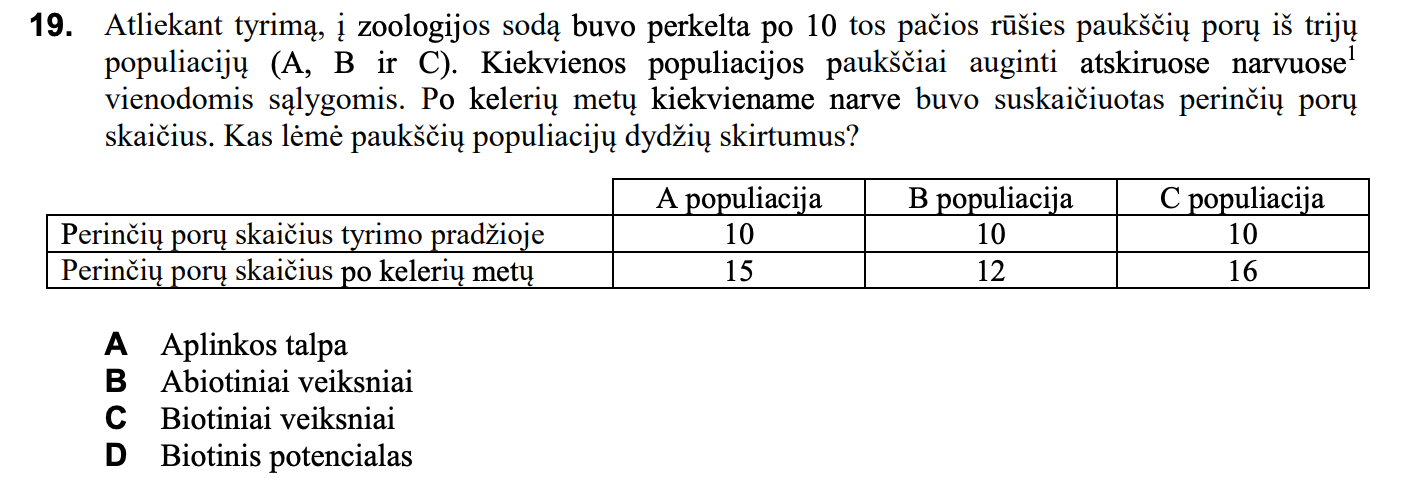 19. Atliekant tyrimą, į zoologijos sodą buvo perkelta po 10 tos pačios rūšies paukščių porų iš trijų
populiacijų (A, B ir C). Kiekvienos populiacijos paukščiai auginti atskiruose narvuose¹
vienodomis sąlygomis. Po kelerių metų kiekviename narve buvo suskaičiuotas perinčių porų
skaičius. Kas lėmė paukščių populiacijų dydžių skirtumus?
A populiacija B populiacija C populiacija
Perinčių porų skaičius tyrimo pradžioje 10 10 10
Perinčių porų skaičius po kelerių metų 15 12 16
A Aplinkos talpa
B Abiotiniai veiksniai
C Biotiniai veiksniai
D Biotinis potencialas